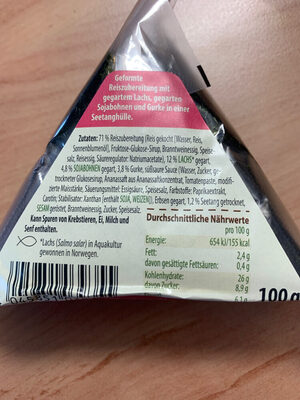 Geformte
Reiszubereitung mit
gegartem Lachs, gegarten
Sojabohnen und Gurke in einer
Seetanghülle.
Zutaten: 71 % Reiszubereitung (Reis gekocht (Wasser, Reis,
Sonnenblumenöl), Fruktose-Glukose-Sirup, Branntweinessig, Speise-
salz, Reisessig, Säureregulator: Natriumacetate), 12 % LACHS* gegart,
4,8 % SOJABOHNEN gegart, 3,8 % Gurke, süßsaure Sauce (Wasser, Zucker, ge-
trockneter Glukosesirup, Ananassaft aus Ananassaftkonzentrat, Tomatenpaste, modifi-
zierte Maisstärke, Säuerungsmittel: Essigsäure, Speisesalz, Farbstoffe: Paprikaextrakt,
Carotin; Stabilisator: Xanthan (enthält SOJA, WEIZEN)), Erbsen gegart, 1,2 % Seetang getrocknet,
SESAM geröstet, Branntweinessig, Zucker, Speisesalz.
Kann Spuren von Krebstieren, Ei, Milch und
Senf enthalten.
*Lachs (Salmo salar) in Aquakultur
gewonnen in Norwegen.
Durchschnittliche Nährwerte
pro 100 g
Energie: 654 kJ/155 kcal
Fett: 2,4 g
davon gesättigte Fettsäuren: 0,4 g
Kohlenhydrate: 26 g
davon Zucker: 8,9 g
6,1 g
100 g